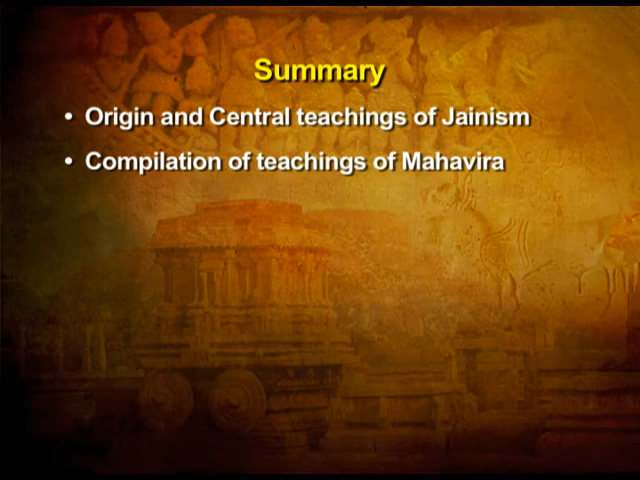 Summary
• Origin and Central teachings of Jainism
• Compilation of teachings of Mahavira